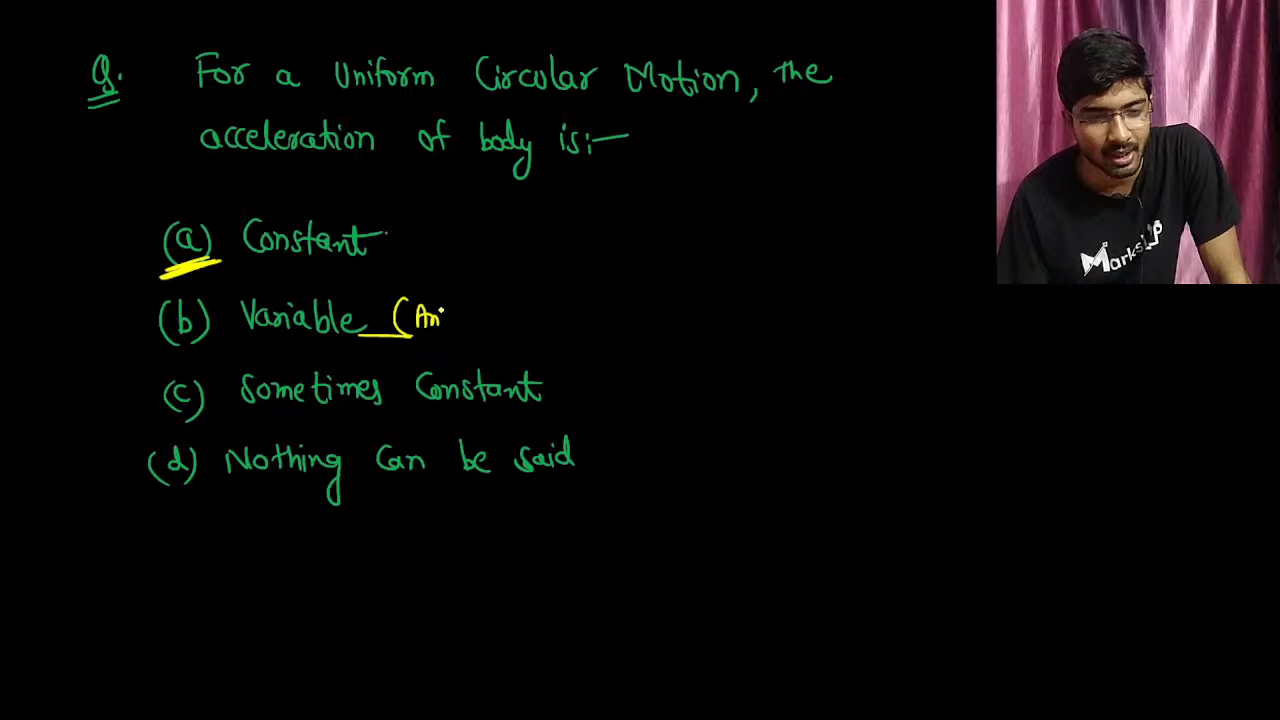 Q. For a Uniform Circular Motion, the
acceleration of body is:-
(a) Constant
(b) Variable (An
(c) Sometimes Constant
(d) Nothing Can be said